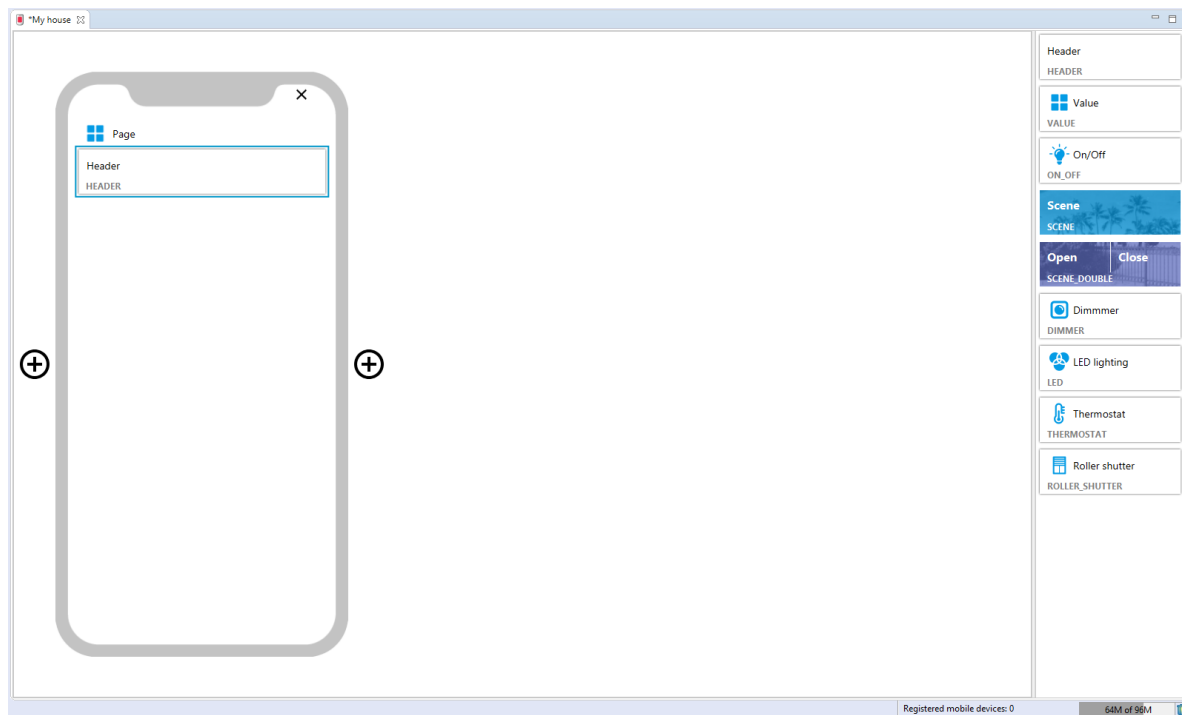 *My house
Page
Header
HEADER
Header
HEADER
Value
VALUE
On/Off
ON_OFF
Scene
SCENE
Open Close
SCENE_DOUBLE
Dimmmer
DIMMER
LED lighting
LED
Thermostat
THERMOSTAT
Roller shutter
ROLLER_SHUTTER
Registered mobile devices: 0
64M of 96M